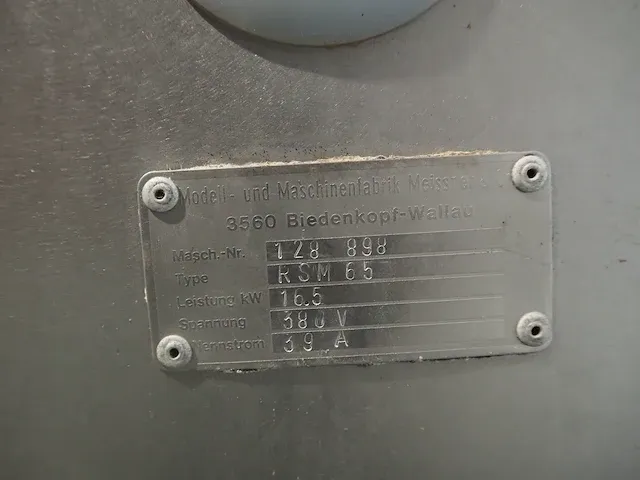 Modell- und Maschinenfabrik Meissner
3560 Biedenkopf-Wallau
Masch.-Nr. 128 898
Type RSM 65
Leistung kW 16.5
Spannung 380 V
Nennstrom 39 A